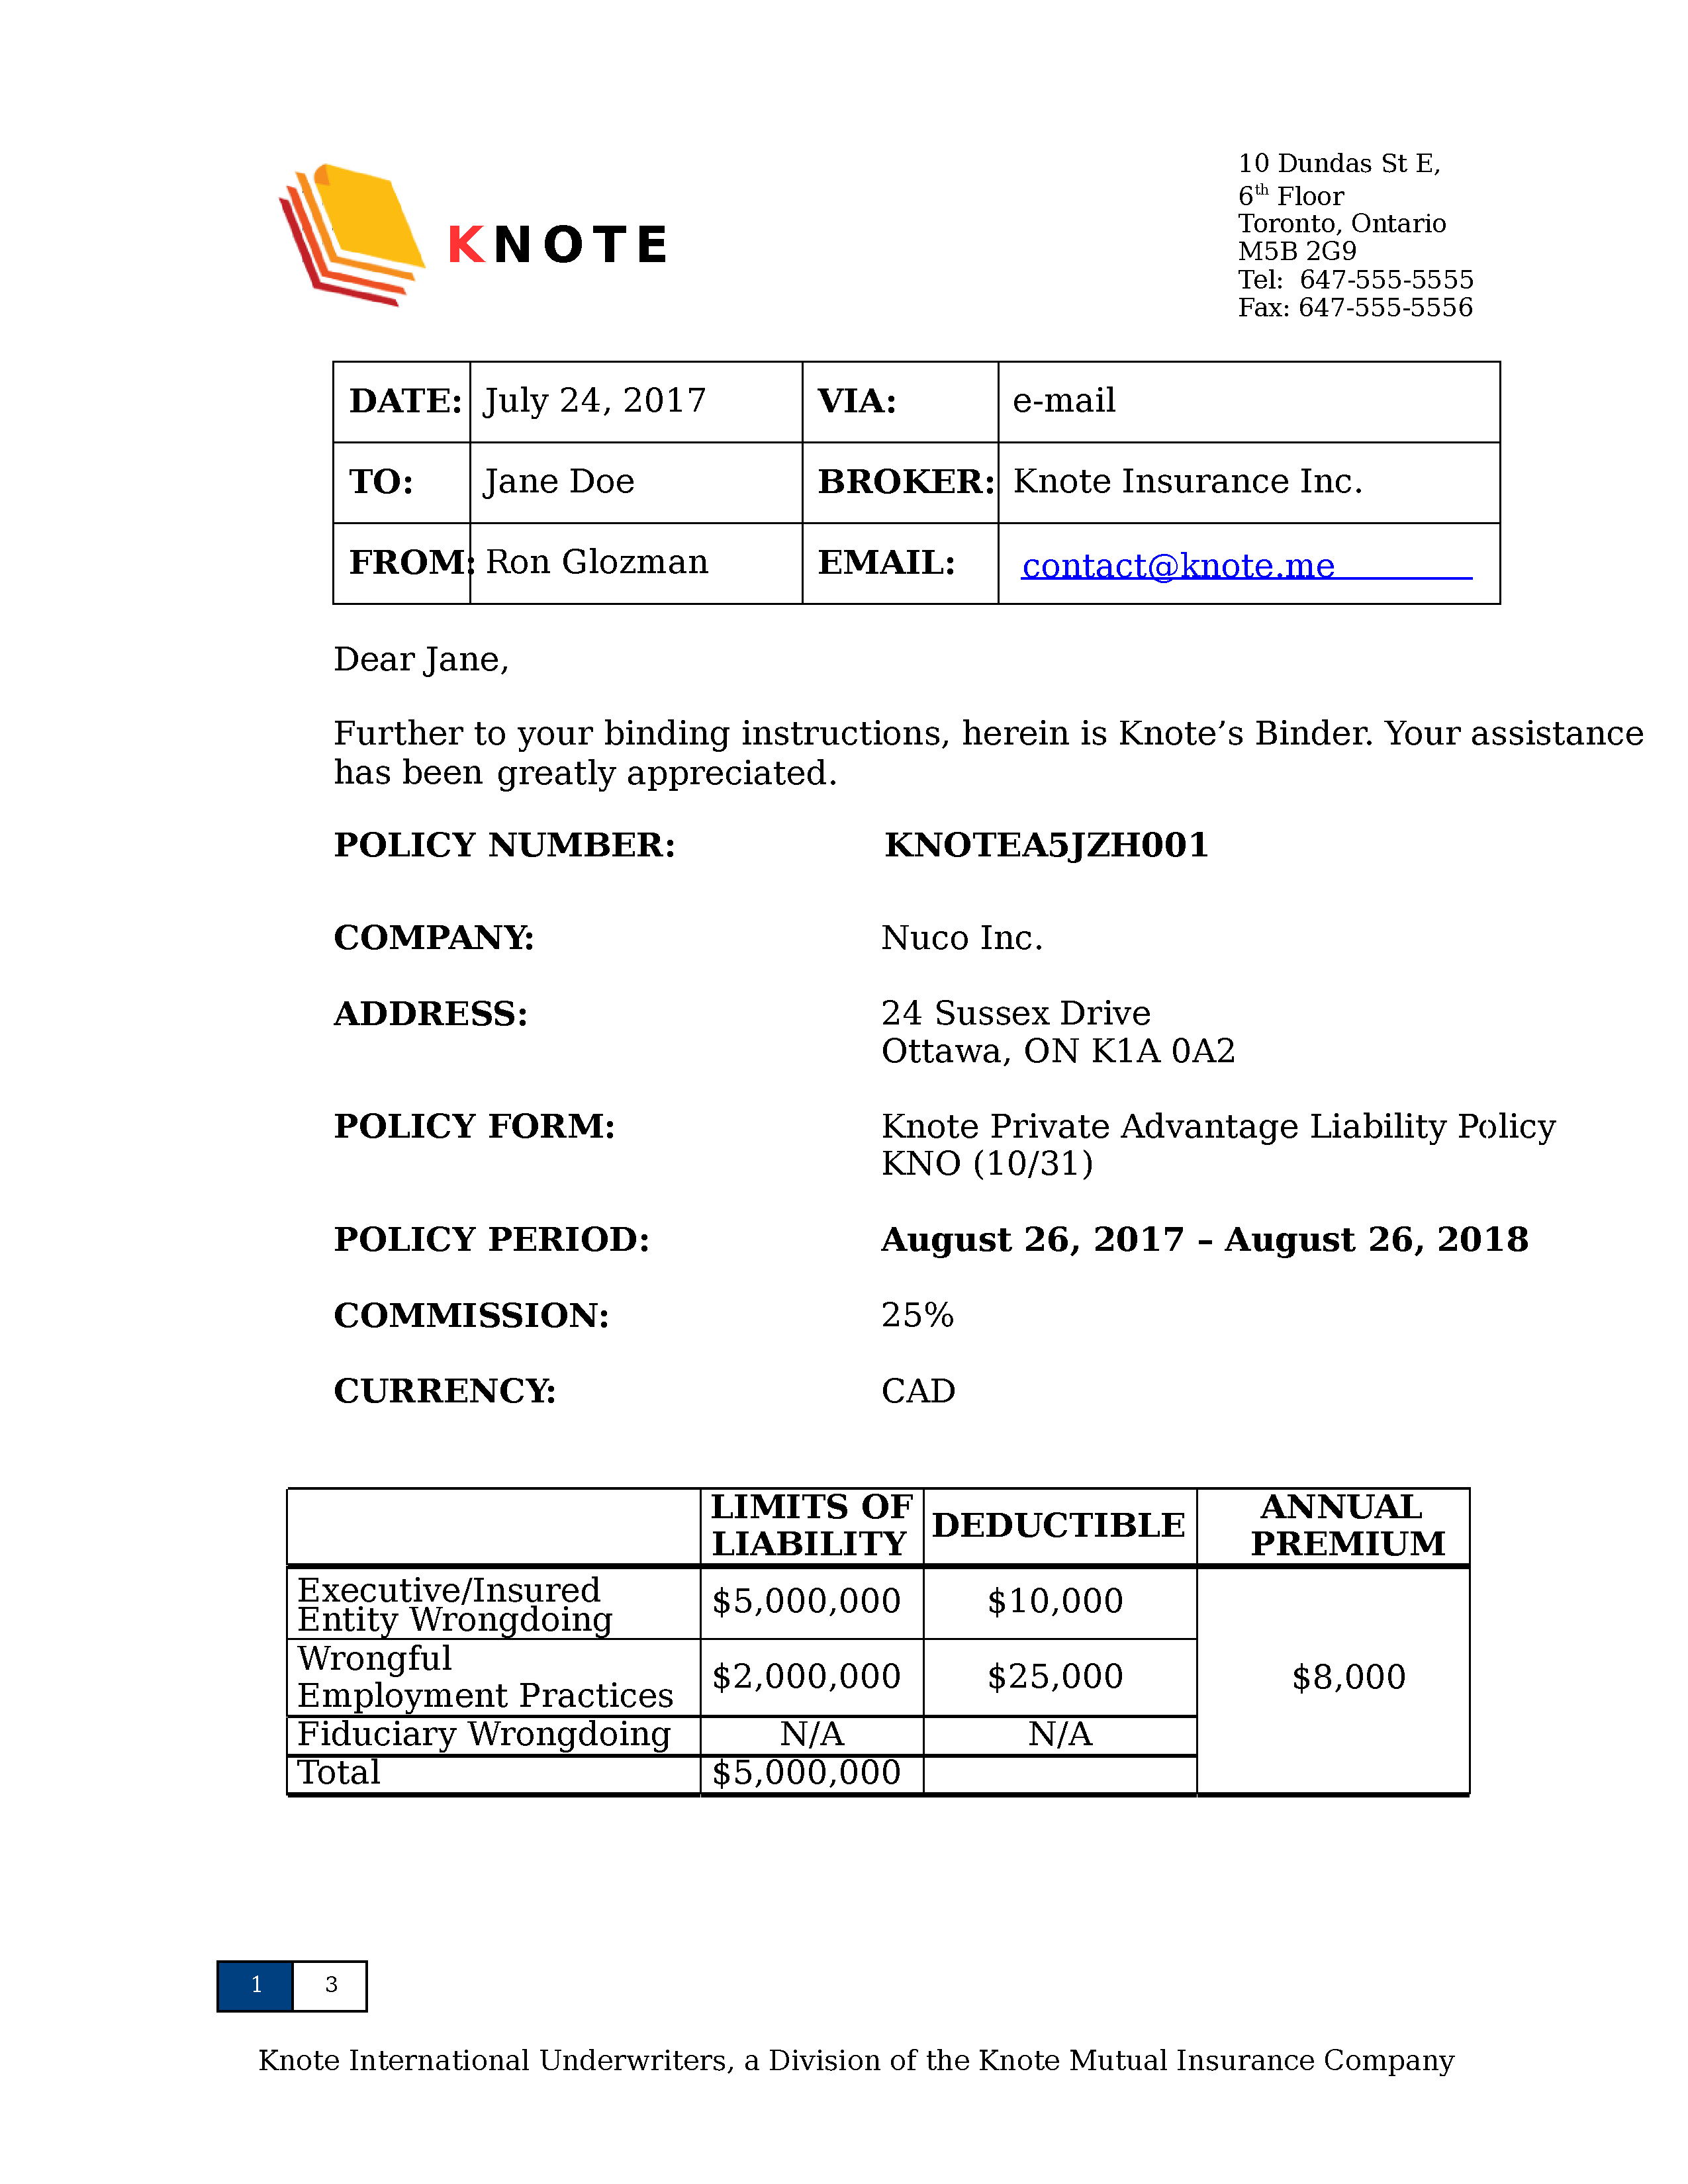 KNOTE
10 Dundas St E,
6th Floor
Toronto, Ontario
M5B 2G9
Tel: 647-555-5555
Fax: 647-555-5556
DATE: July 24, 2017 VIA: e-mail
TO: Jane Doe BROKER: Knote Insurance Inc.
FROM: Ron Glozman EMAIL: contact@knote.me
Dear Jane,
Further to your binding instructions, herein is Knote’s Binder. Your assistance
has been greatly appreciated.
POLICY NUMBER: KNOTEA5JZH001
COMPANY: Nuco Inc.
ADDRESS: 24 Sussex Drive
Ottawa, ON K1A 0A2
POLICY FORM: Knote Private Advantage Liability Policy
KNO (10/31)
POLICY PERIOD: August 26, 2017 – August 26, 2018
COMMISSION: 25%
CURRENCY: CAD
LIMITS OF
LIABILITY
DEDUCTIBLE
ANNUAL
PREMIUM
Executive/Insured
Entity Wrongdoing
$5,000,000 $10,000
Wrongful
Employment Practices
$2,000,000 $25,000 $8,000
Fiduciary Wrongdoing N/A N/A
Total $5,000,000
1 3
Knote International Underwriters, a Division of the Knote Mutual Insurance Company